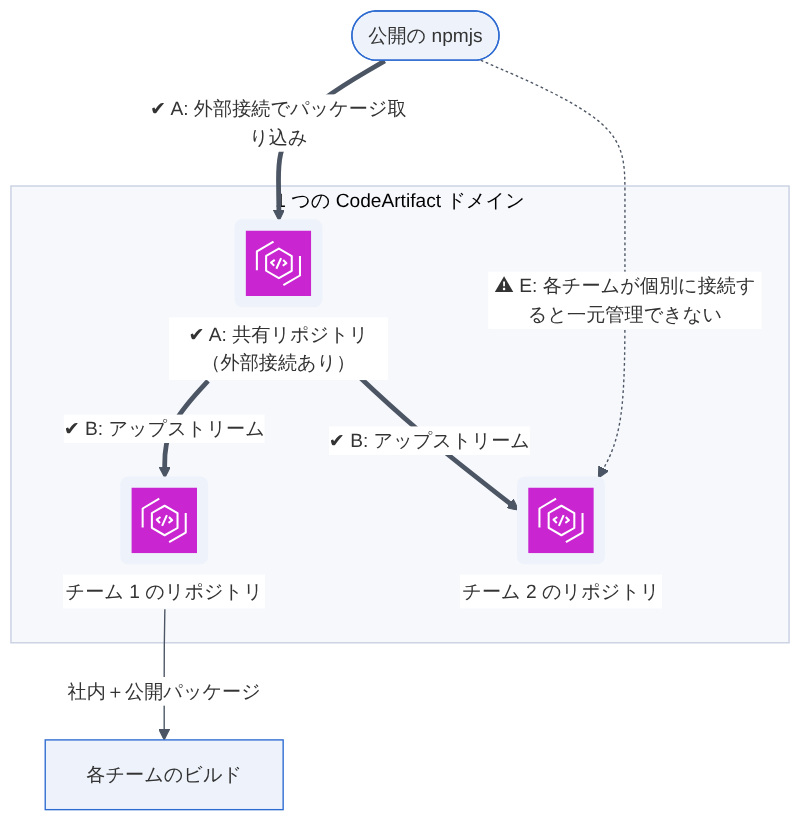 公開の npmjs
✔ A: 外部接続でパッケージ取
り込み
1 つの CodeArtifact ドメイン
⚠ E: 各チームが個別に接続す
ると一元管理できない
✔ A: 共有リポジトリ
（外部接続あり）
✔ B: アップストリーム
✔ B: アップストリーム
チーム 1 のリポジトリ
チーム 2 のリポジトリ
社内＋公開パッケージ
各チームのビルド